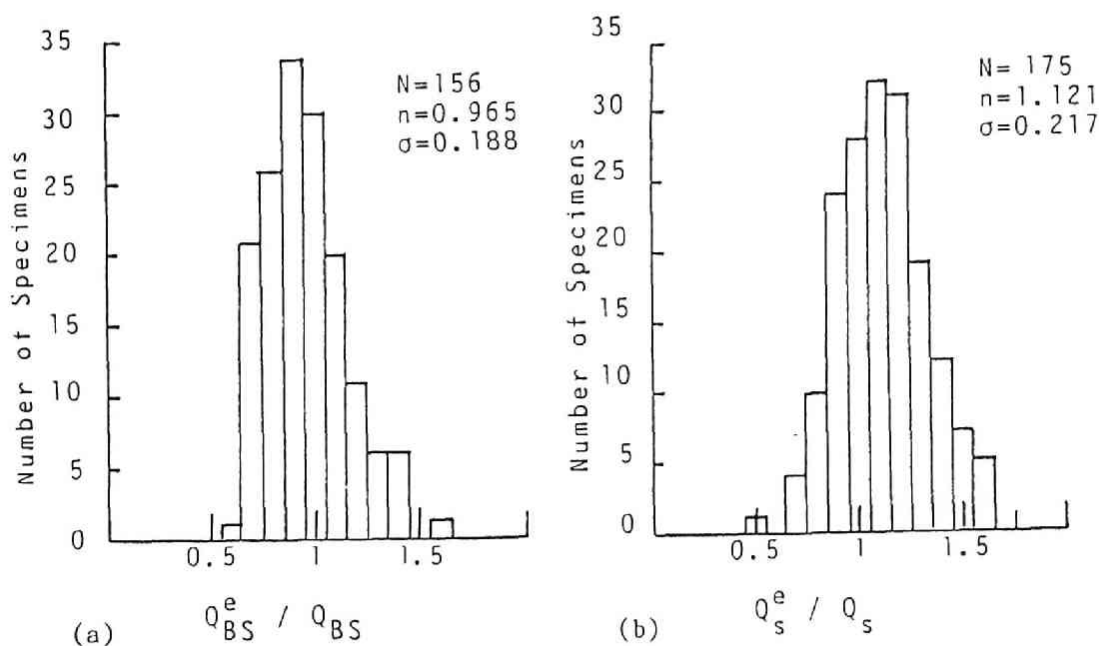 35
30
25
20
15
10
5
0
Number of Specimens
N=156
n=0.965
σ=0.188
0.5 1 1.5
Q^e_BS / Q_BS
(a)
35
30
25
20
15
10
5
0
Number of Specimens
N= 175
n=1.121
σ=0.217
0.5 1 1.5
Q^e_s / Q_s
(b)